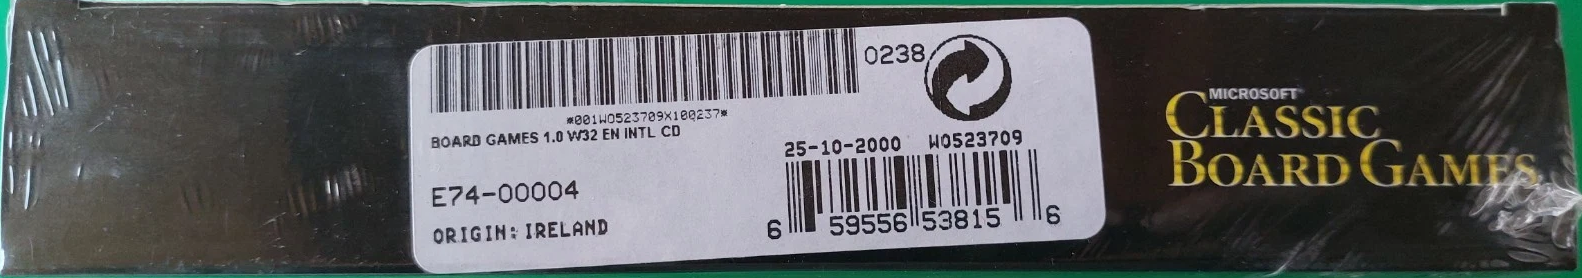 0238
*001W0523709X100237*
BOARD GAMES 1.0 W32 EN INTL CD
25-10-2000 W0523709
E74-00004
ORIGIN: IRELAND
6 59556 53815 6
MICROSOFT
CLASSIC
BOARD GAMES